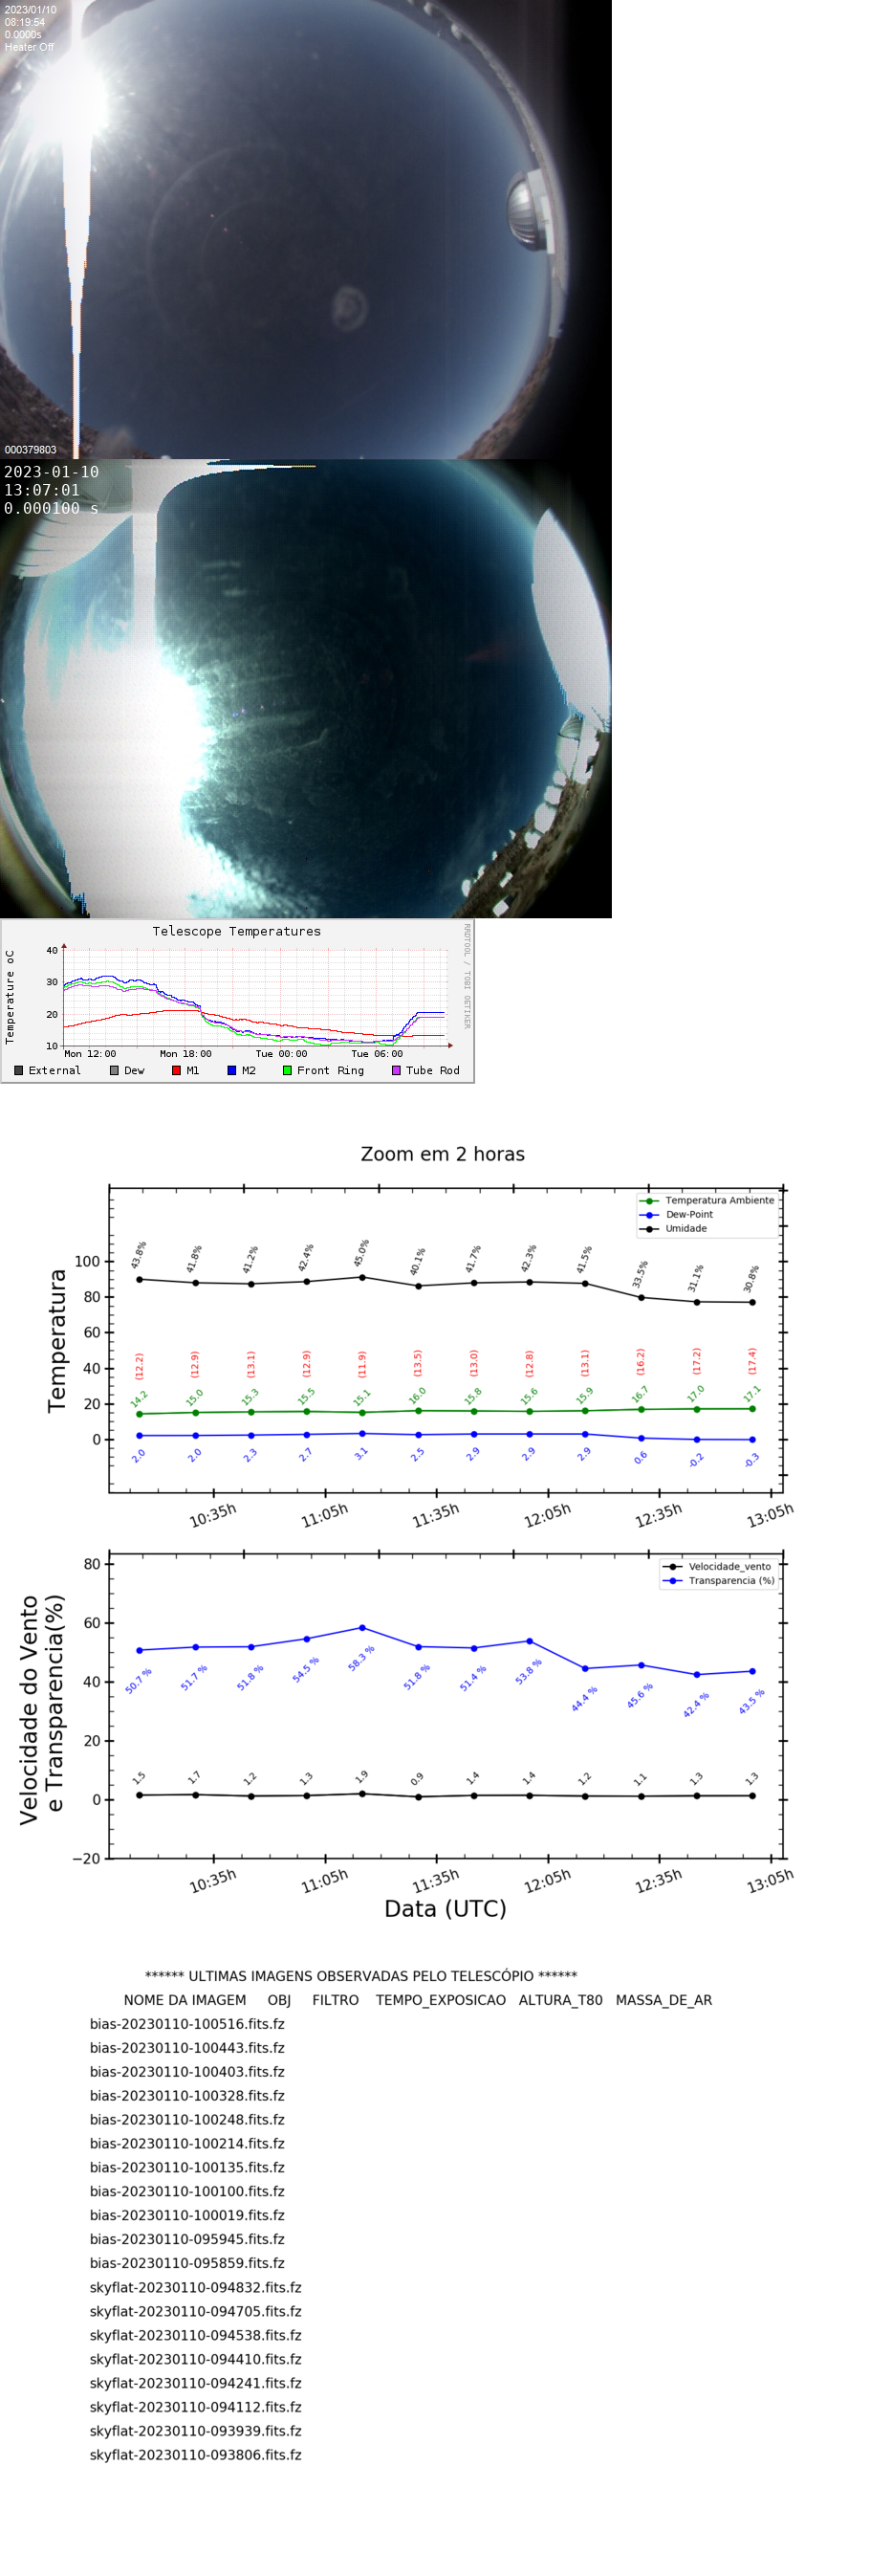 2023/01/10
08:19:54
0.0000s
Heater Off
000379803
2023-01-10
13:07:01
0.000100 s
Telescope Temperatures
RRDTOOL / TOBI OETIKER
Temperature oC
40
30
20
10
Mon 12:00 Mon 18:00 Tue 00:00 Tue 06:00
External Dew M1 M2 Front Ring Tube Rod
Zoom em 2 horas
Temperatura Ambiente
Dew-Point
Umidade
Temperatura
100
80
60
40
20
0
43.8% 41.8% 41.2% 42.4% 45.0% 40.1% 41.7% 42.3% 41.5% 33.5% 31.1% 30.8%
(12.2) (12.9) (13.1) (12.9) (11.9) (13.5) (13.0) (12.8) (13.1) (16.2) (17.2) (17.4)
14.2 15.0 15.3 15.5 15.1 16.0 15.8 15.6 15.9 16.7 17.0 17.1
2.0 2.0 2.3 2.7 3.1 2.5 2.9 2.9 2.9 0.6 -0.2 -0.3
10:35h 11:05h 11:35h 12:05h 12:35h 13:05h
Velocidade_vento
Transparencia (%)
Velocidade do Vento
e Transparencia(%)
80
60
40
20
0
−20
50.7 % 51.7 % 51.8 % 54.5 % 58.3 % 51.8 % 51.4 % 53.8 % 44.4 % 45.6 % 42.4 % 43.5 %
1.5 1.7 1.2 1.3 1.9 0.9 1.4 1.4 1.2 1.1 1.3 1.3
10:35h 11:05h 11:35h 12:05h 12:35h 13:05h
Data (UTC)
****** ULTIMAS IMAGENS OBSERVADAS PELO TELESCÓPIO ******
NOME DA IMAGEM OBJ FILTRO TEMPO_EXPOSICAO ALTURA_T80 MASSA_DE_AR
bias-20230110-100516.fits.fz
bias-20230110-100443.fits.fz
bias-20230110-100403.fits.fz
bias-20230110-100328.fits.fz
bias-20230110-100248.fits.fz
bias-20230110-100214.fits.fz
bias-20230110-100135.fits.fz
bias-20230110-100100.fits.fz
bias-20230110-100019.fits.fz
bias-20230110-095945.fits.fz
bias-20230110-095859.fits.fz
skyflat-20230110-094832.fits.fz
skyflat-20230110-094705.fits.fz
skyflat-20230110-094538.fits.fz
skyflat-20230110-094410.fits.fz
skyflat-20230110-094241.fits.fz
skyflat-20230110-094112.fits.fz
skyflat-20230110-093939.fits.fz
skyflat-20230110-093806.fits.fz